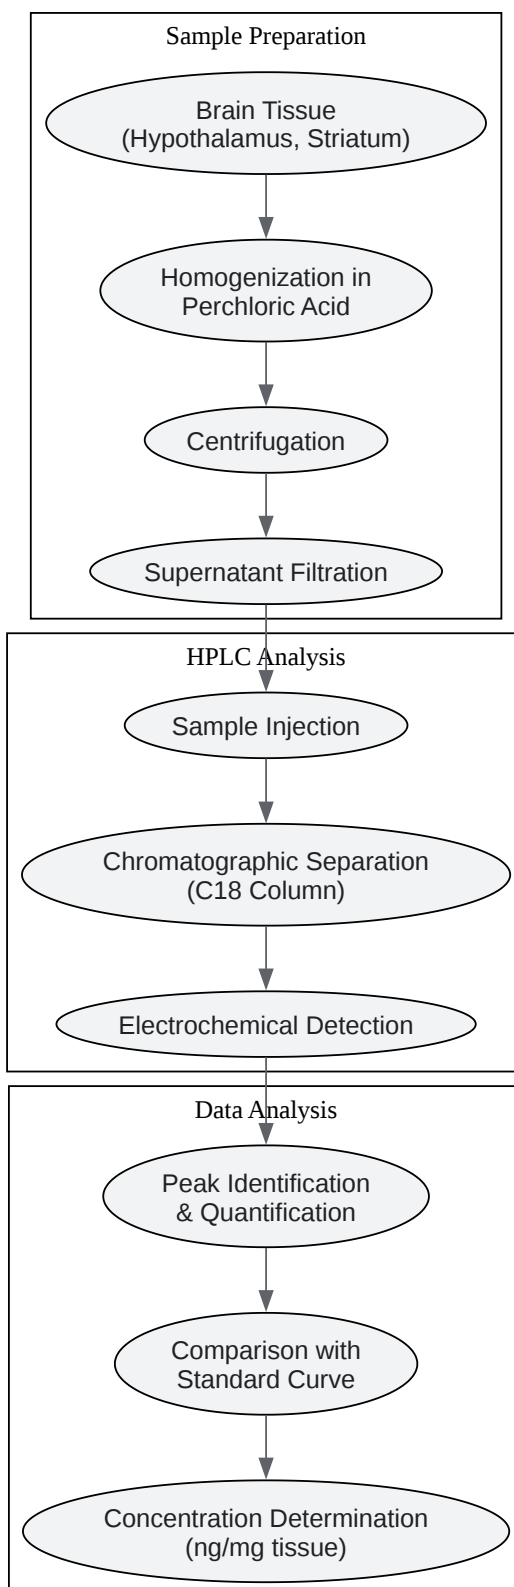 Sample Preparation
Brain Tissue
(Hypothalamus, Striatum)
Homogenization in
Perchloric Acid
Centrifugation
Supernatant Filtration
HPLC Analysis
Sample Injection
Chromatographic Separation
(C18 Column)
Electrochemical Detection
Data Analysis
Peak Identification
& Quantification
Comparison with
Standard Curve
Concentration Determination
(ng/mg tissue)